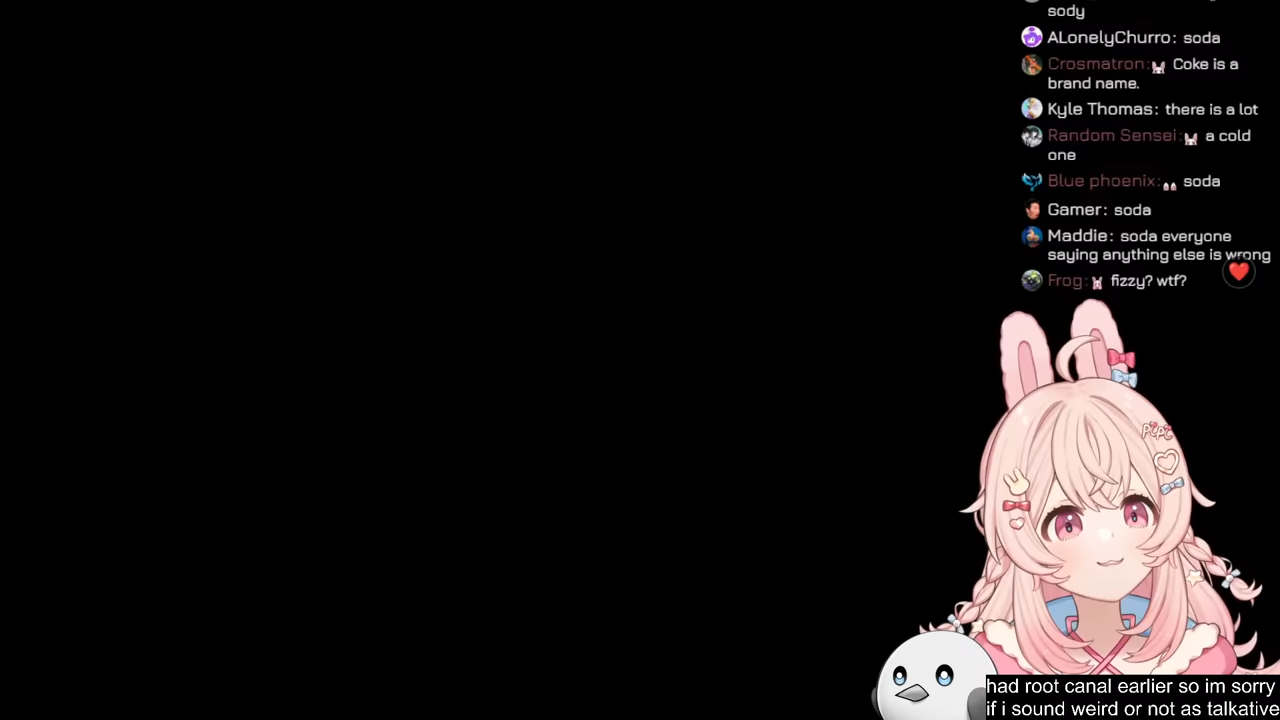 sody
ALonelyChurro: soda
Crosmatron: Coke is a
brand name.
Kyle Thomas: there is a lot
Random Sensei: a cold
one
Blue phoenix: soda
Gamer: soda
Maddie: soda everyone
saying anything else is wrong
Frog: fizzy? wtf?
PiPi
had root canal earlier so im sorry
if i sound weird or not as talkative